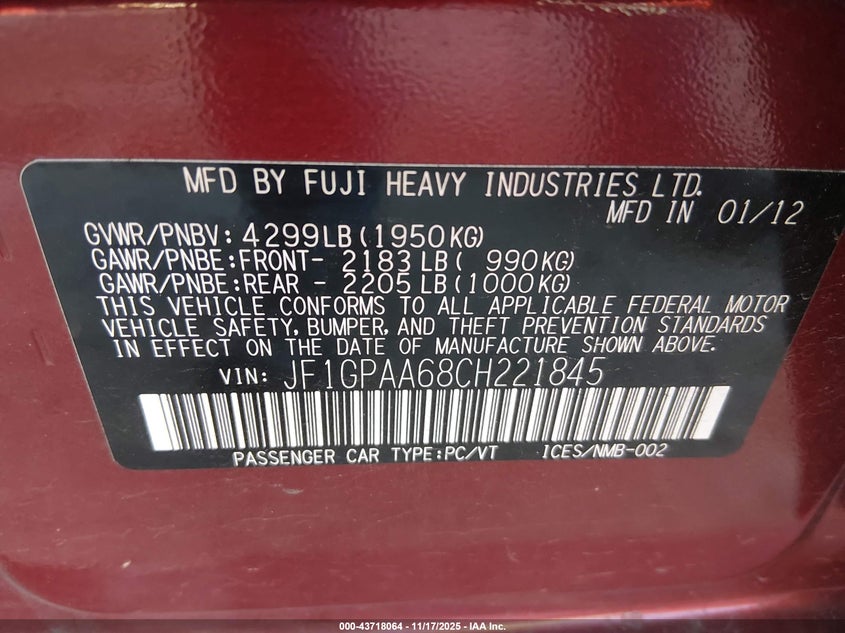 MFD BY FUJI HEAVY INDUSTRIES LTD.
MFD IN 01/12
GVWR/PNBV: 4299LB(1950KG)
GAWR/PNBE:FRONT- 2183LB( 990KG)
GAWR/PNBE:REAR - 2205LB(1000KG)
THIS VEHICLE CONFORMS TO ALL APPLICABLE FEDERAL MOTOR
VEHICLE SAFETY, BUMPER, AND THEFT PREVENTION STANDARDS
IN EFFECT ON THE DATE OF MANUFACTURE SHOWN ABOVE.
VIN: JF1GPAA68CH221845
PASSENGER CAR TYPE:PC/VT ICES/NMB-002
000-43718064 - 11/17/2025 - IAA Inc.